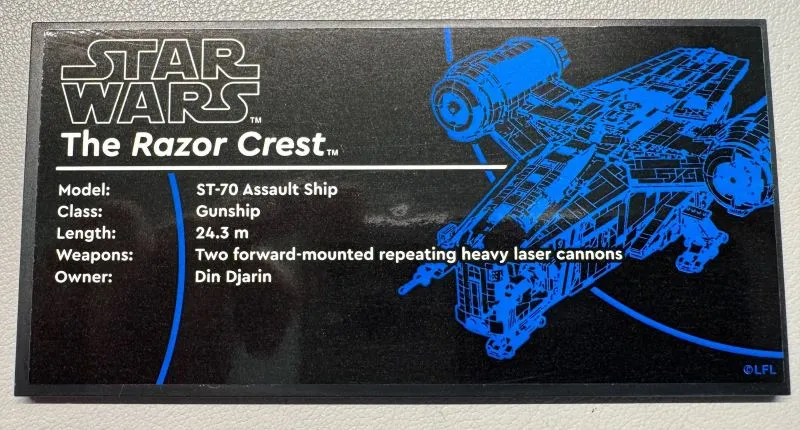 STAR
WARS™
The Razor Crest™
Model: ST-70 Assault Ship
Class: Gunship
Length: 24.3 m
Weapons: Two forward-mounted repeating heavy laser cannons
Owner: Din Djarin
©LFL